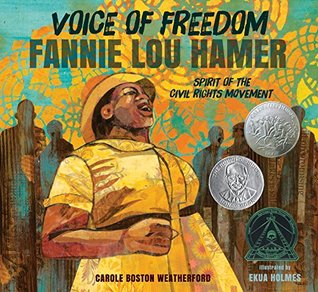 VOICE OF FREEDOM
FANNIE LOU HAMER
SPIRIT OF THE
CIVIL RIGHTS MOVEMENT
CAROLE BOSTON WEATHERFORD
illustrated by
EKUA HOLMES